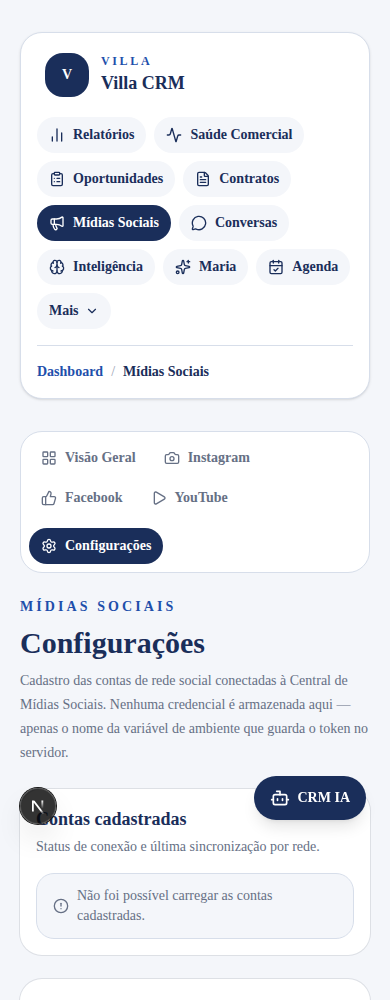 V
VILLA
Villa CRM
Relatórios
Saúde Comercial
Oportunidades
Contratos
Mídias Sociais
Conversas
Inteligência
Maria
Agenda
Mais
Dashboard / Mídias Sociais
Visão Geral
Instagram
Facebook
YouTube
Configurações
MÍDIAS SOCIAIS
Configurações
Cadastro das contas de rede social conectadas à Central de
Mídias Sociais. Nenhuma credencial é armazenada aqui —
apenas o nome da variável de ambiente que guarda o token no
servidor.
N
CRM IA
Contas cadastradas
Status de conexão e última sincronização por rede.
Não foi possível carregar as contas
cadastradas.